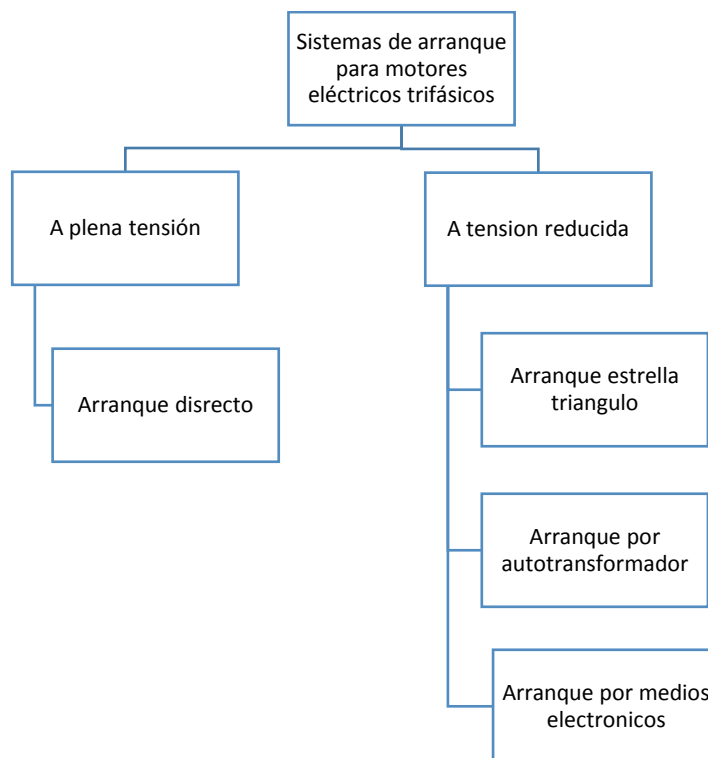 Sistemas de arranque
para motores
eléctricos trifásicos
A plena tensión
A tension reducida
Arranque disrecto
Arranque estrella
triangulo
Arranque por
autotransformador
Arranque por medios
electronicos